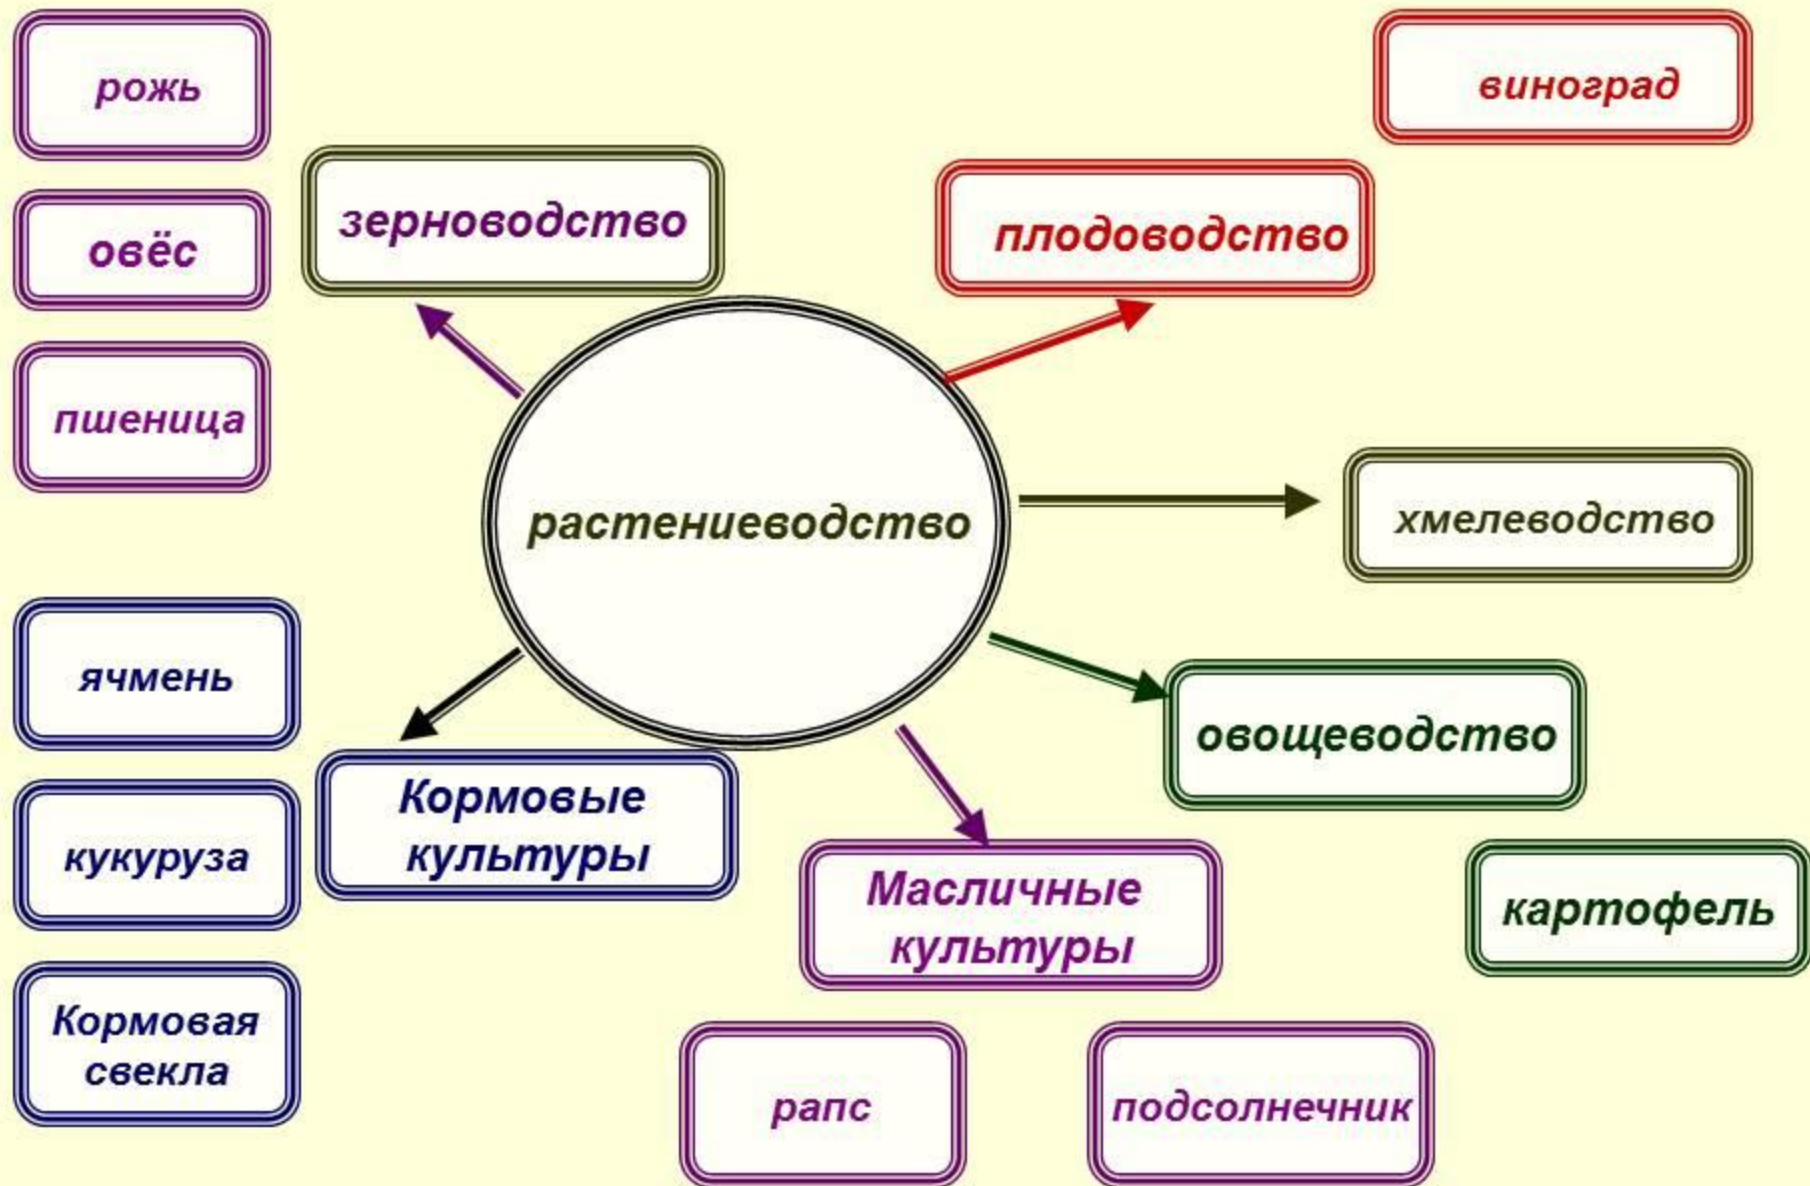 рожь
виноград
зерноводство
плодоводство
овёс
пшеница
растениеводство
хмелеводство
ячмень
овощеводство
Кормовые
культуры
кукуруза
Масличные
культуры
картофель
Кормовая
свекла
рапс
подсолнечник